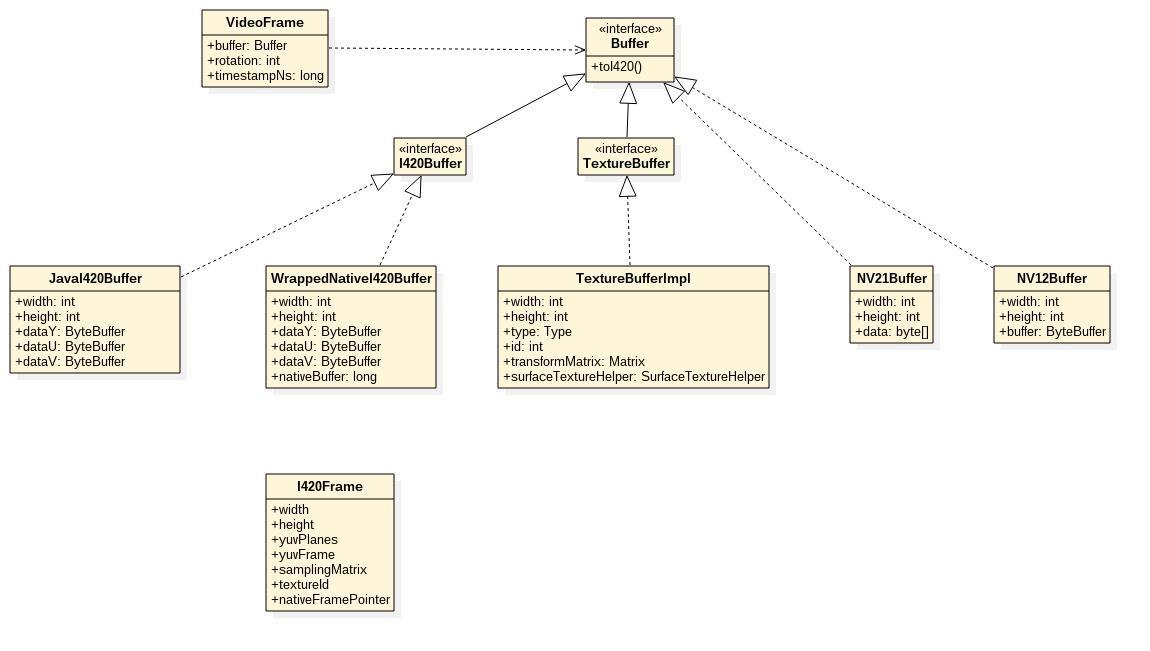 VideoFrame
+buffer: Buffer
+rotation: int
+timestampNs: long
«interface»
Buffer
+toI420()
«interface»
I420Buffer
«interface»
TextureBuffer
JavaI420Buffer
+width: int
+height: int
+dataY: ByteBuffer
+dataU: ByteBuffer
+dataV: ByteBuffer
WrappedNativeI420Buffer
+width: int
+height: int
+dataY: ByteBuffer
+dataU: ByteBuffer
+dataV: ByteBuffer
+nativeBuffer: long
TextureBufferImpl
+width: int
+height: int
+type: Type
+id: int
+transformMatrix: Matrix
+surfaceTextureHelper: SurfaceTextureHelper
NV21Buffer
+width: int
+height: int
+data: byte[]
NV12Buffer
+width: int
+height: int
+buffer: ByteBuffer
I420Frame
+width
+height
+yuvPlanes
+yuvFrame
+samplingMatrix
+textureId
+nativeFramePointer